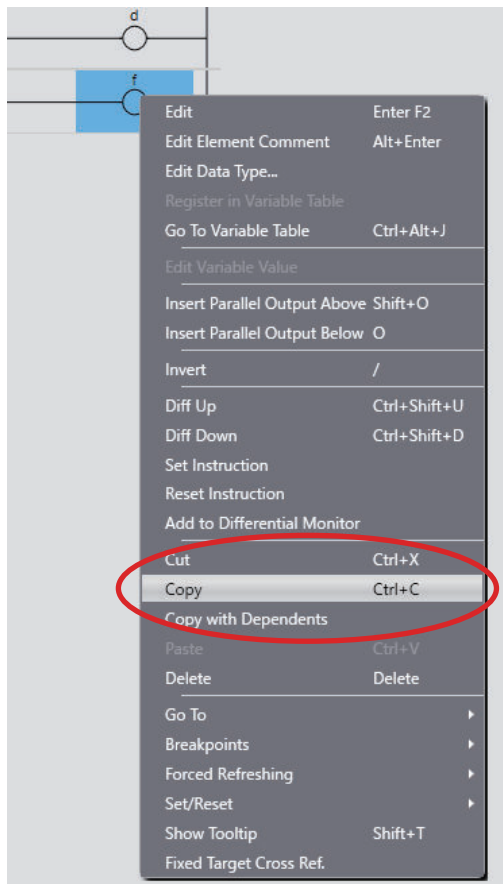 d
f
Edit Enter F2
Edit Element Comment Alt+Enter
Edit Data Type...
Register in Variable Table
Go To Variable Table Ctrl+Alt+J
Edit Variable Value
Insert Parallel Output Above Shift+O
Insert Parallel Output Below O
Invert /
Diff Up Ctrl+Shift+U
Diff Down Ctrl+Shift+D
Set Instruction
Reset Instruction
Add to Differential Monitor
Cut Ctrl+X
Copy Ctrl+C
Copy with Dependents
Paste Ctrl+V
Delete Delete
Go To
Breakpoints
Forced Refreshing
Set/Reset
Show Tooltip Shift+T
Fixed Target Cross Ref.